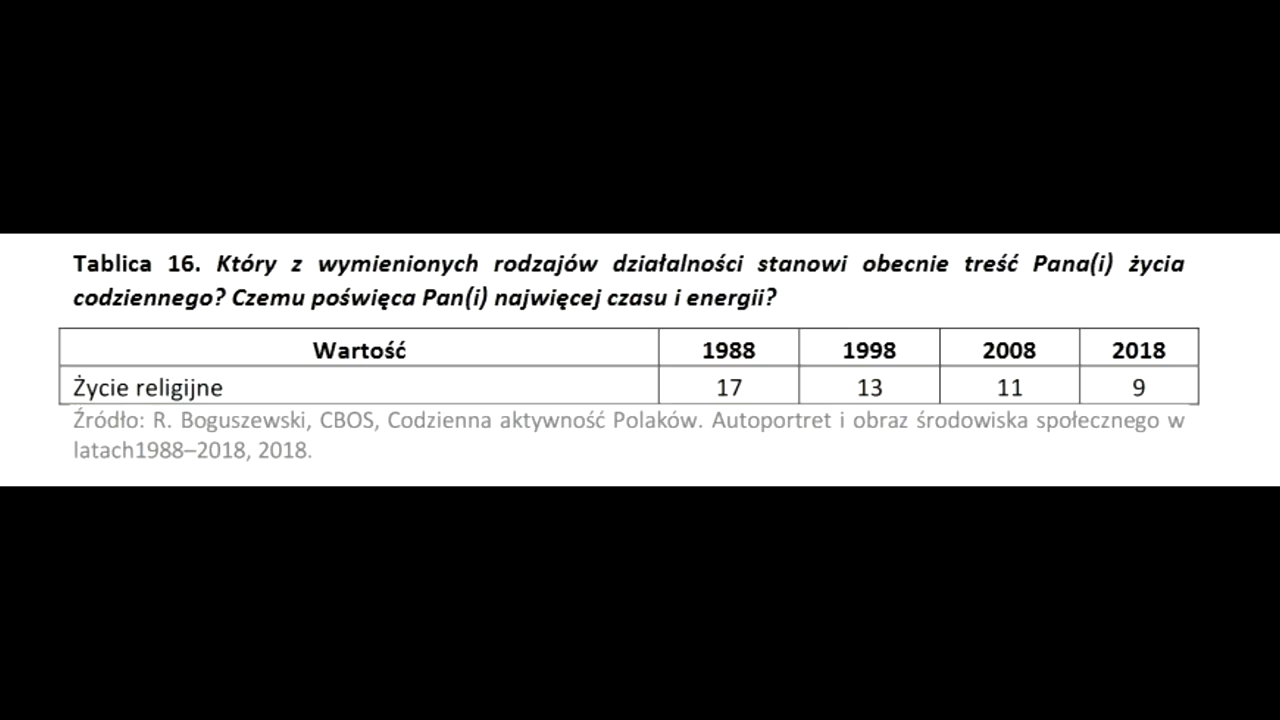 Tablica 16. Który z wymienionych rodzajów działalności stanowi obecnie treść Pana(i) życia
codziennego? Czemu poświęca Pan(i) najwięcej czasu i energii?
Wartość 1988 1998 2008 2018
Życie religijne 17 13 11 9
Źródło: R. Boguszewski, CBOS, Codzienna aktywność Polaków. Autoportret i obraz środowiska społecznego w
latach1988–2018, 2018.